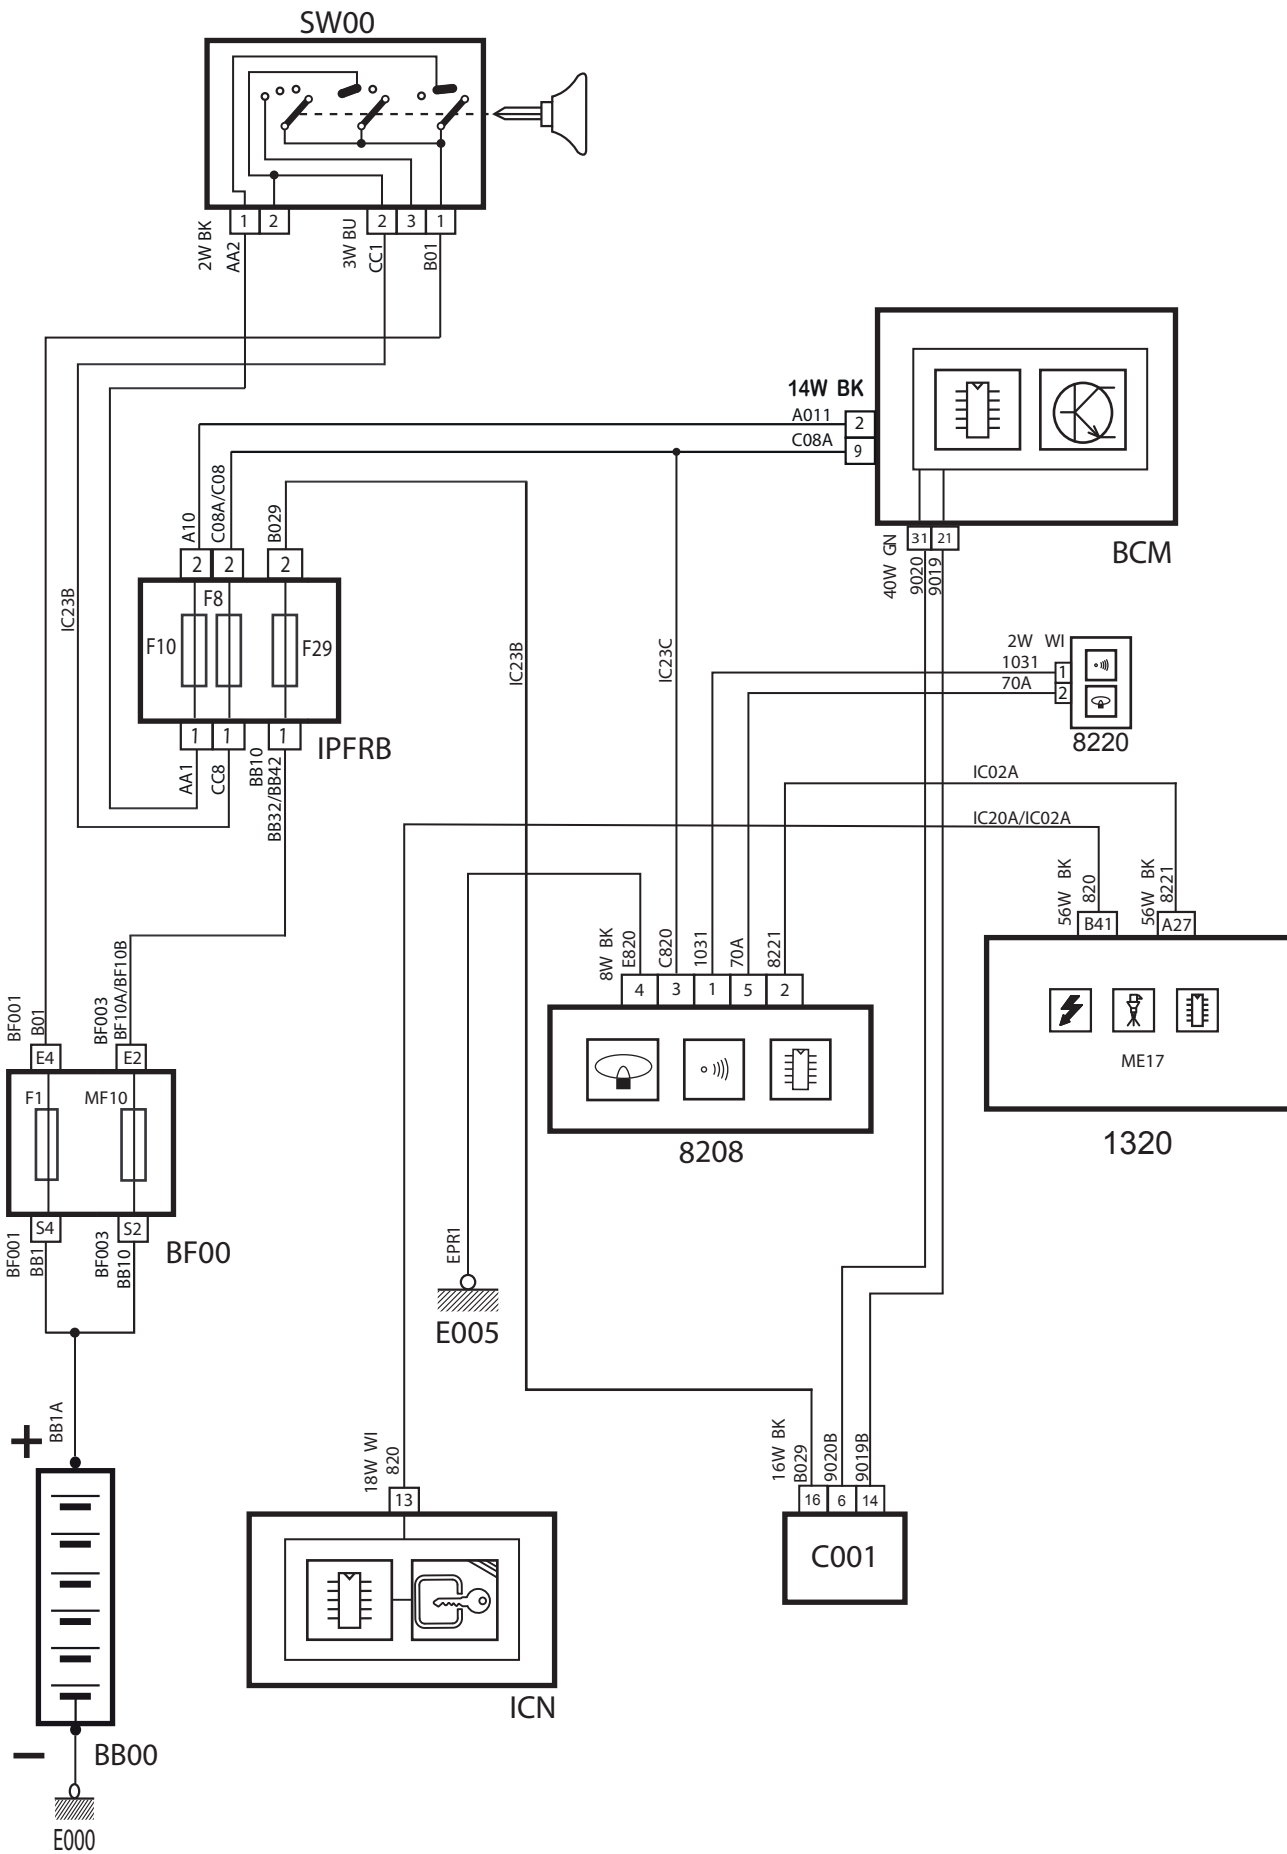 SW00
1
2
2
3
1
2W BK
AA2
3W BU
CC1
B01
14W BK
A011
2
C08A
9
BCM
31
21
40W GN
9020
9019
A10
C08A/C08
B029
2
2
2
F8
F10
F29
1
1
1
IPFRB
AA1
CC8
BB10
BB32/BB42
IC23B
IC23B
IC23C
2W WI
1031
1
70A
2
8220
IC02A
IC20A/IC02A
56W BK
820
56W BK
8221
B41
A27
ME17
1320
8W BK
E820
C820
1031
70A
8221
4
3
1
5
2
8208
BF001
B01
BF003
BF10A/BF10B
E4
E2
F1
MF10
S4
S2
BF00
BF001
BB1
BF003
BB10
EPR1
E005
BB1A
+
−
BB00
E000
18W WI
820
13
ICN
16W BK
B029
9020B
9019B
16
6
14
C001